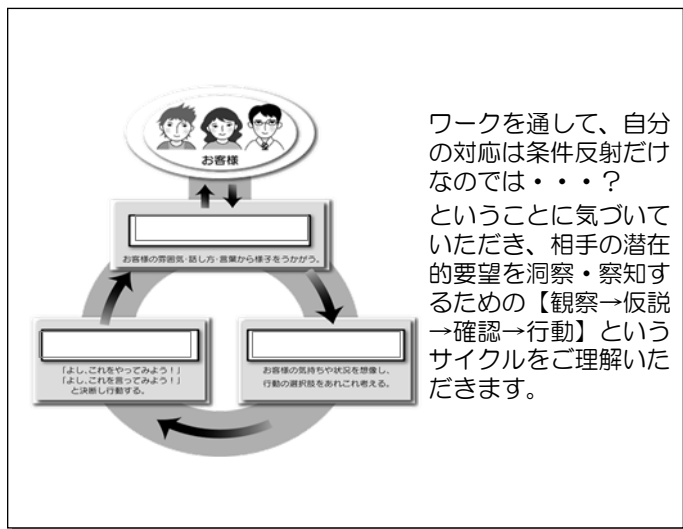 お客様
お客様の雰囲気・話し方・言葉から様子をうかがう。
「よし、これをやってみよう！」
「よし、これを言ってみよう！」
と決断し行動する。
お客様の気持ちや状況を想像し、
行動の選択肢をあれこれ考える。
ワークを通して、自分
の対応は条件反射だけ
なのでは・・・？
ということに気づいて
いただき、相手の潜在
的要望を洞察・察知す
るための【観察→仮説
→確認→行動】という
サイクルをご理解いた
だきます。